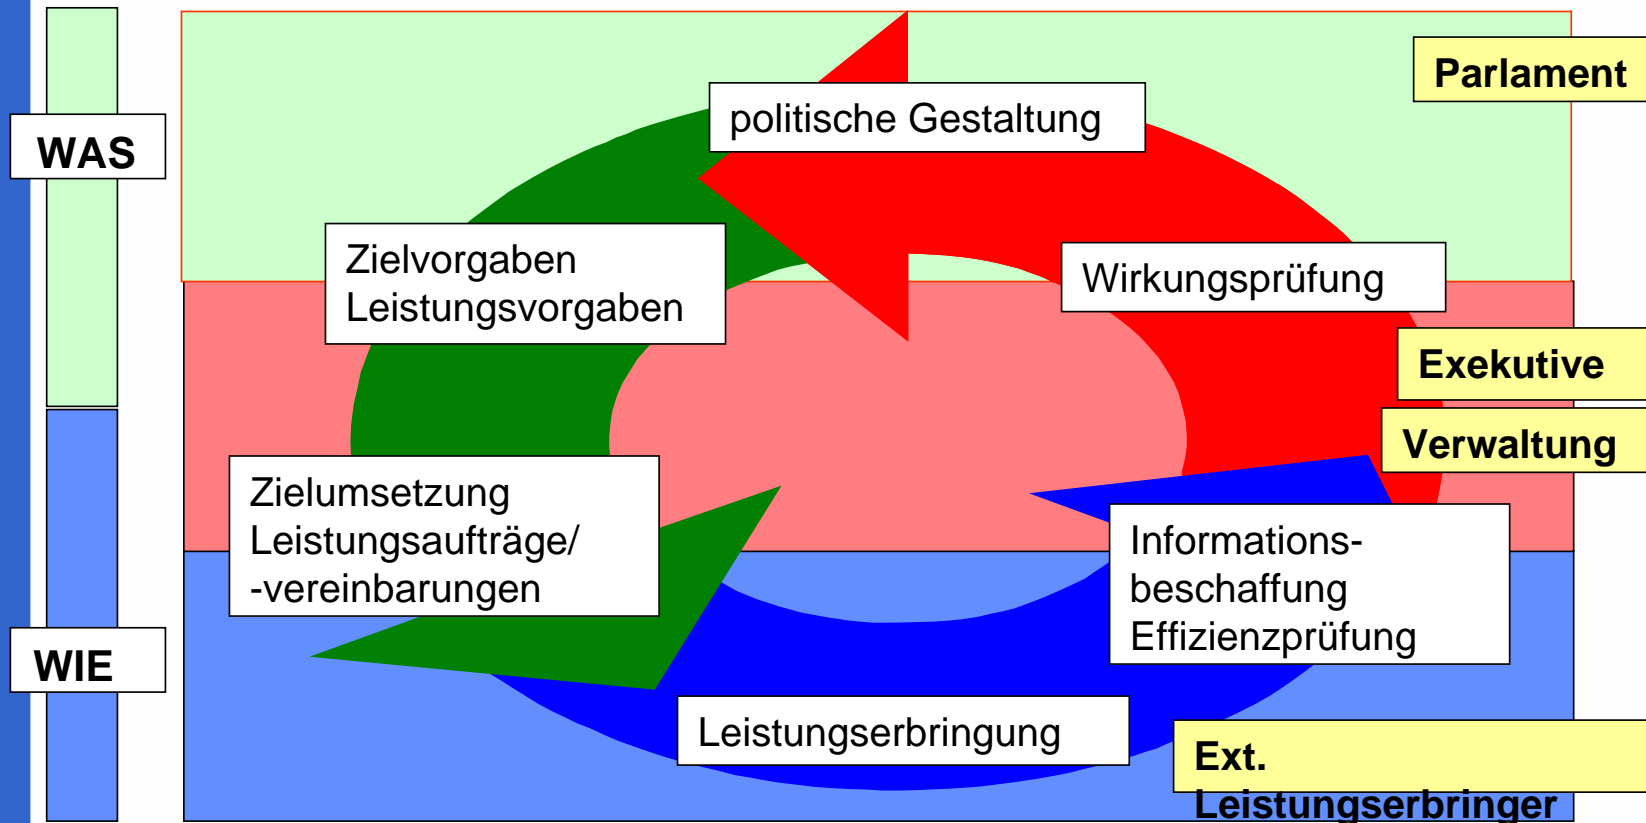 Parlament
politische Gestaltung
WAS
Zielvorgaben
Leistungsvorgaben
Wirkungsprüfung
Exekutive
Verwaltung
Zielumsetzung
Leistungsaufträge/
-vereinbarungen
Informations-
beschaffung
Effizienzprüfung
WIE
Leistungserbringung
Ext.
Leistungserbringer